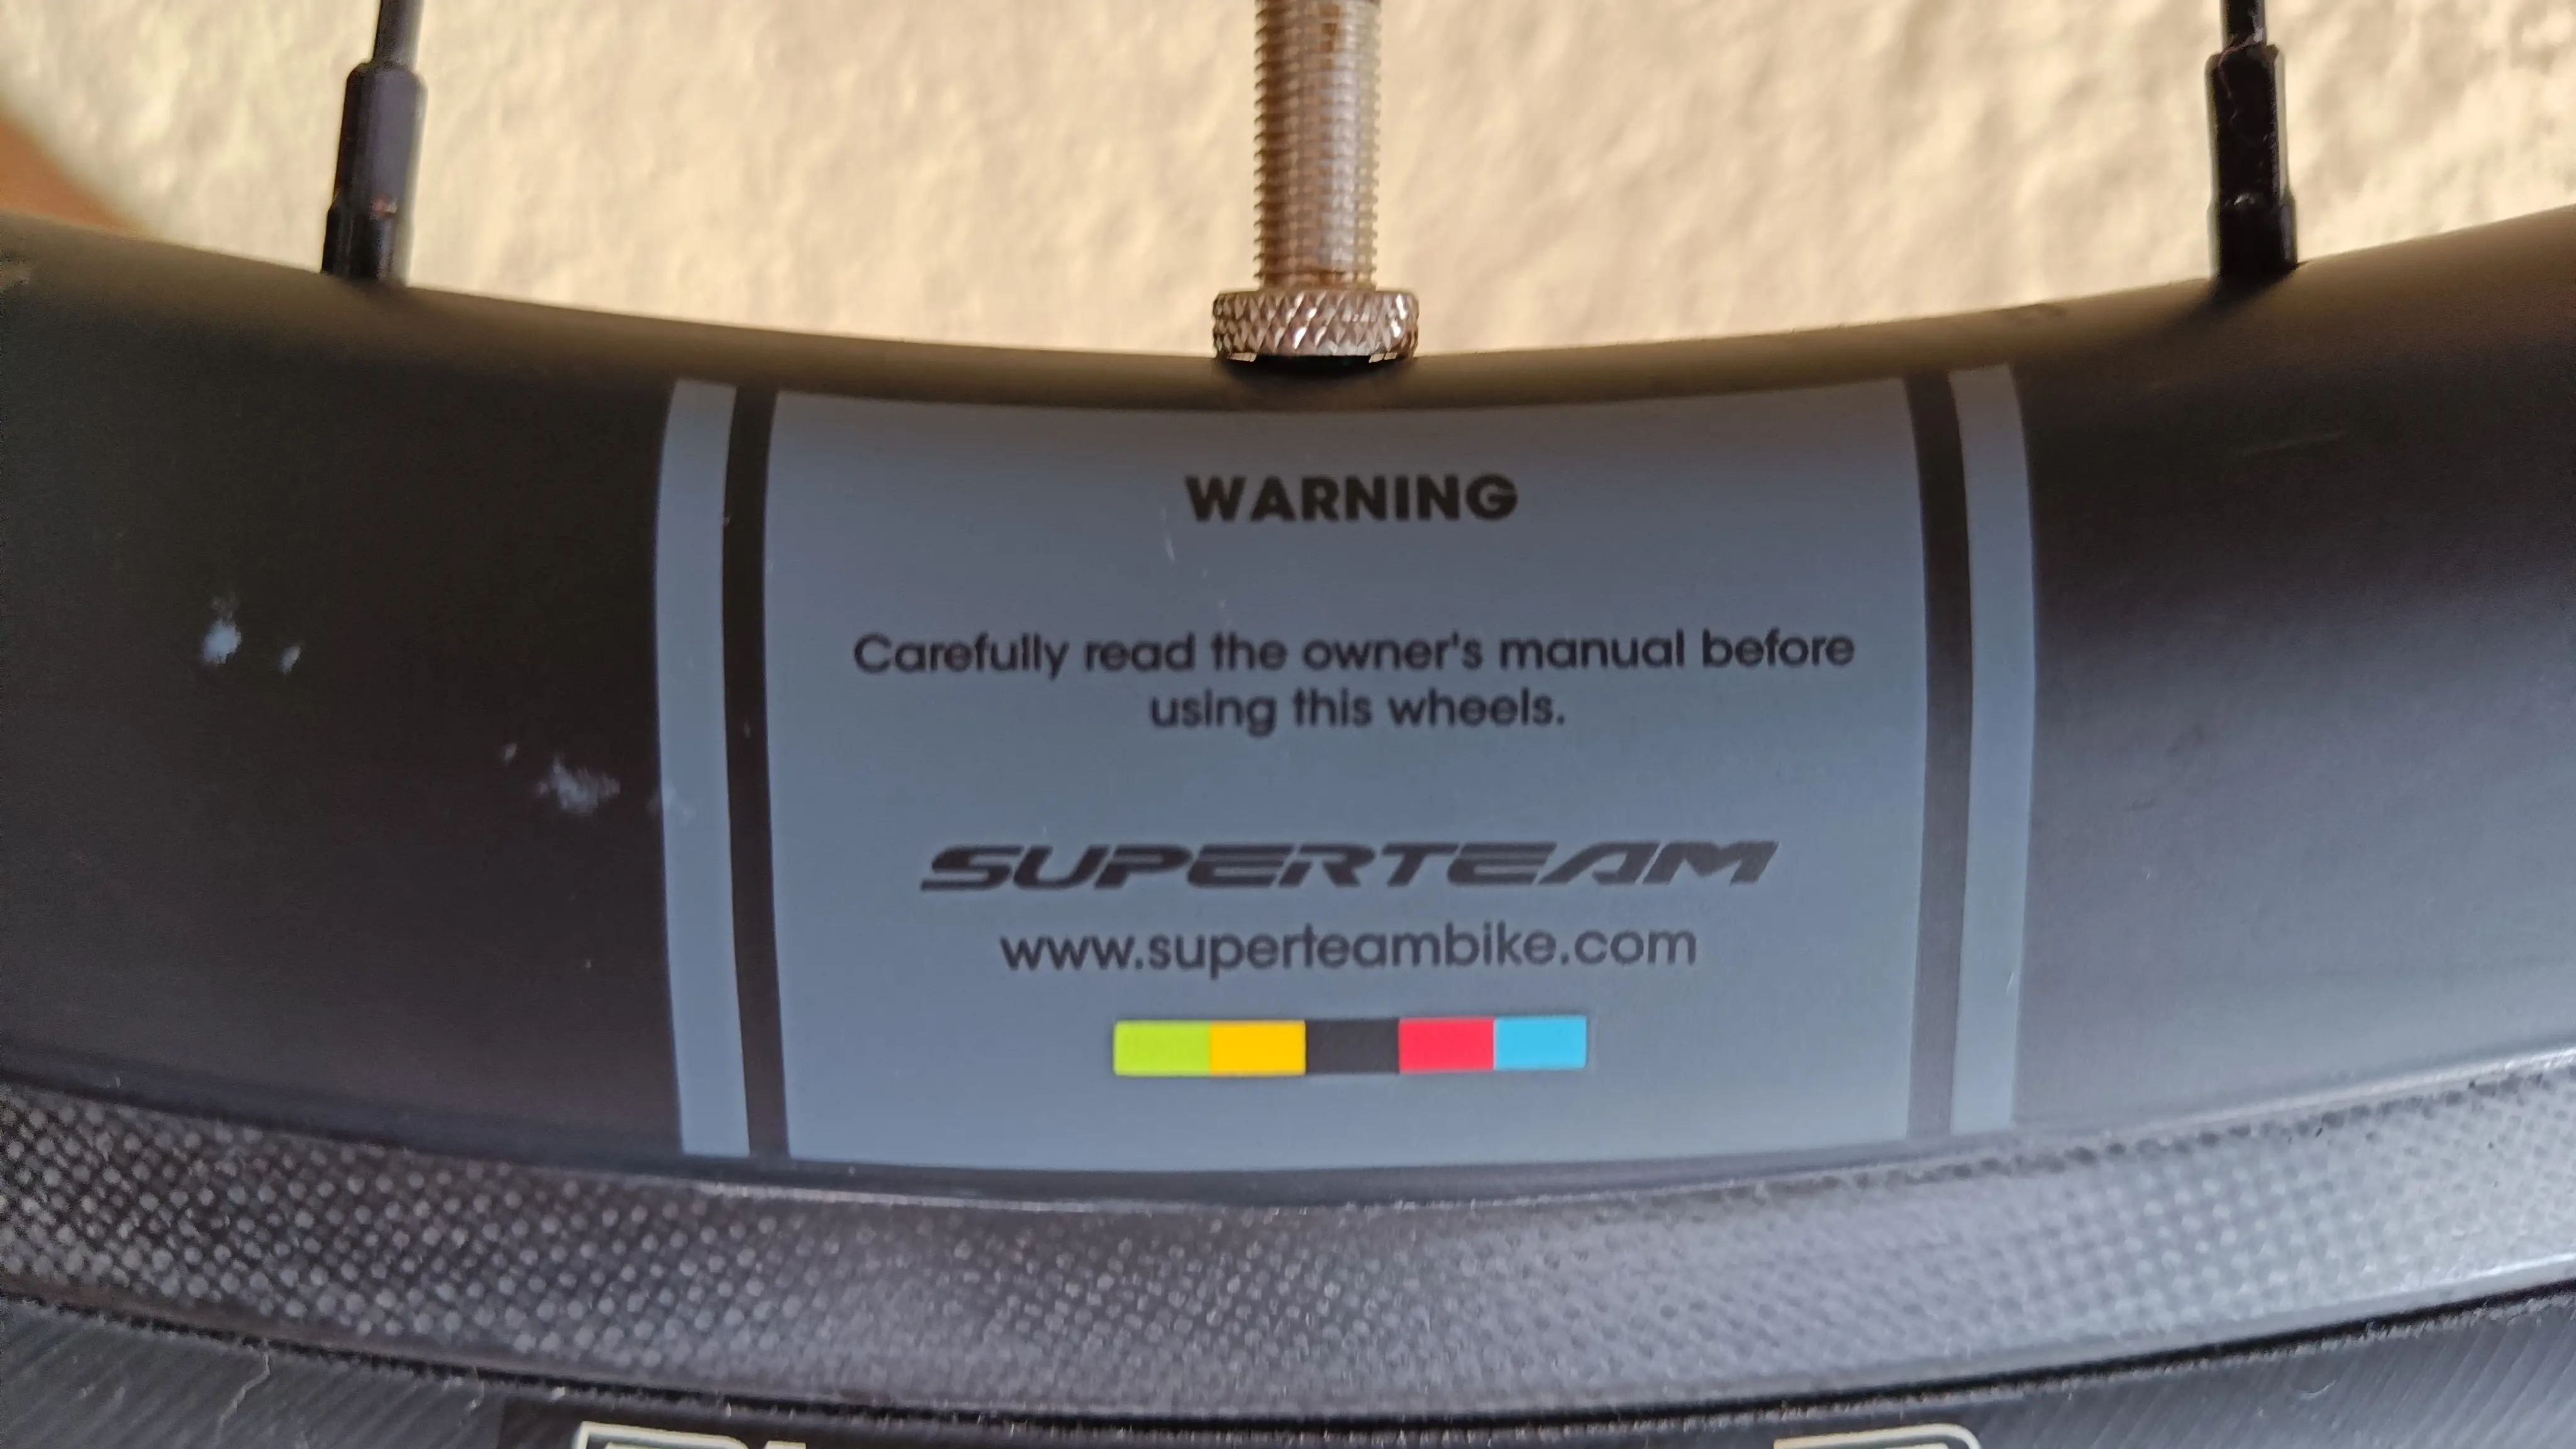 WARNING
Carefully read the owner's manual before
using this wheels.
SUPERTEAM
www.superteambike.com